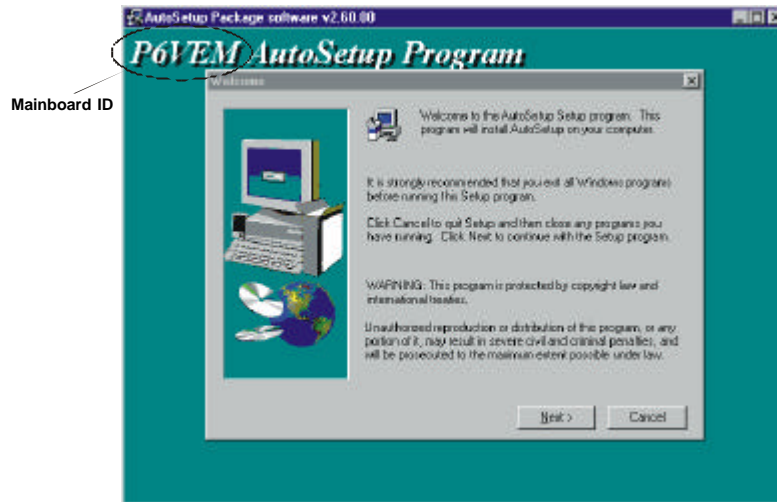 AutoSetup Package software v2.60.00
P6VEM AutoSetup Program
Mainboard ID
Welcome
Welcome to the AutoSetup Setup program. This
program will install AutoSetup on your computer.
It is strongly recommended that you exit all Windows programs
before running this Setup program.
Click Cancel to quit Setup and then close any programs you
have running. Click Next to continue with the Setup program.
WARNING: This program is protected by copyright law and
international treaties.
Unauthorized reproduction or distribution of this program, or any
portion of it, may result in severe civil and criminal penalties, and
will be prosecuted to the maximum extent possible under law.
Next >
Cancel